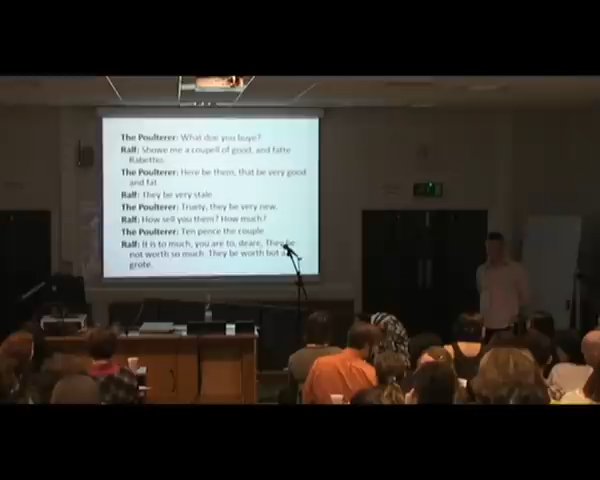 The Poulterer: What doe you buye?
Ralf: Showe me a coupell of good, and fatte
Rabettio.
The Poulterer: Here be them, that be very good
and fat
Ralf: They be very stale
The Poulterer: Truely, they be very new.
Ralf: How sell you them? How much?
The Poulterer: Ten pence the couple
Ralf: It is to much, you are to, deare, They be
not worth so much. They be worth bot a
grote.